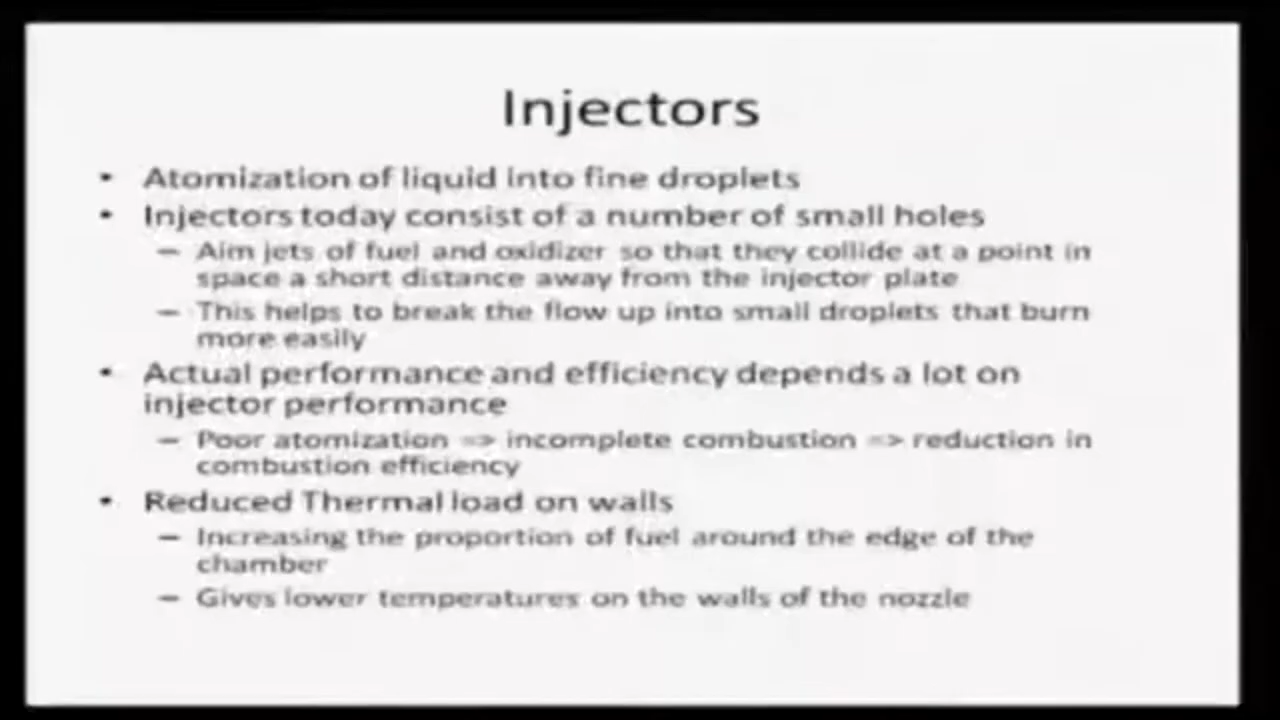 Injectors
• Atomization of liquid into fine droplets
• Injectors today consist of a number of small holes
– Aim jets of fuel and oxidizer so that they collide at a point in
space a short distance away from the injector plate
– This helps to break the flow up into small droplets that burn
more easily
• Actual performance and efficiency depends a lot on
injector performance
– Poor atomization => incomplete combustion => reduction in
combustion efficiency
• Reduced Thermal load on walls
– Increasing the proportion of fuel around the edge of the
chamber
– Gives lower temperatures on the walls of the nozzle